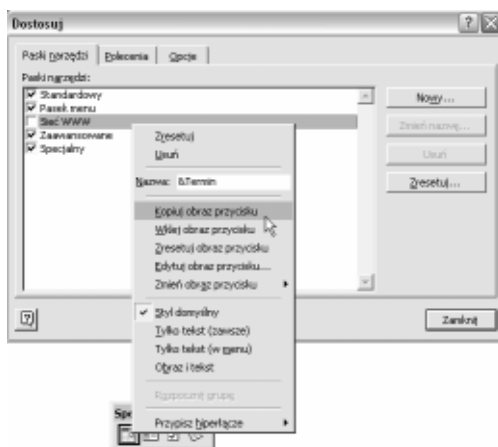 Dostosuj
Paski narzędzi
Polecenia
Opcje
Paski narzędzi:
Standardowy
Pasek menu
Sieć WWW
Zaawansowane
Specjalny
Nowy...
Zmień nazwę...
Usuń
Zresetuj...
Zresetuj
Usuń
Nazwa: &Termin
Kopiuj obraz przycisku
Wklej obraz przycisku
Zresetuj obraz przycisku
Edytuj obraz przycisku...
Zmień obraz przycisku
Styl domyślny
Tylko tekst (zawsze)
Tylko tekst (w menu)
Obraz i tekst
Rozpocznij grupę
Przypisz hiperłącze
Zamknij
Spe